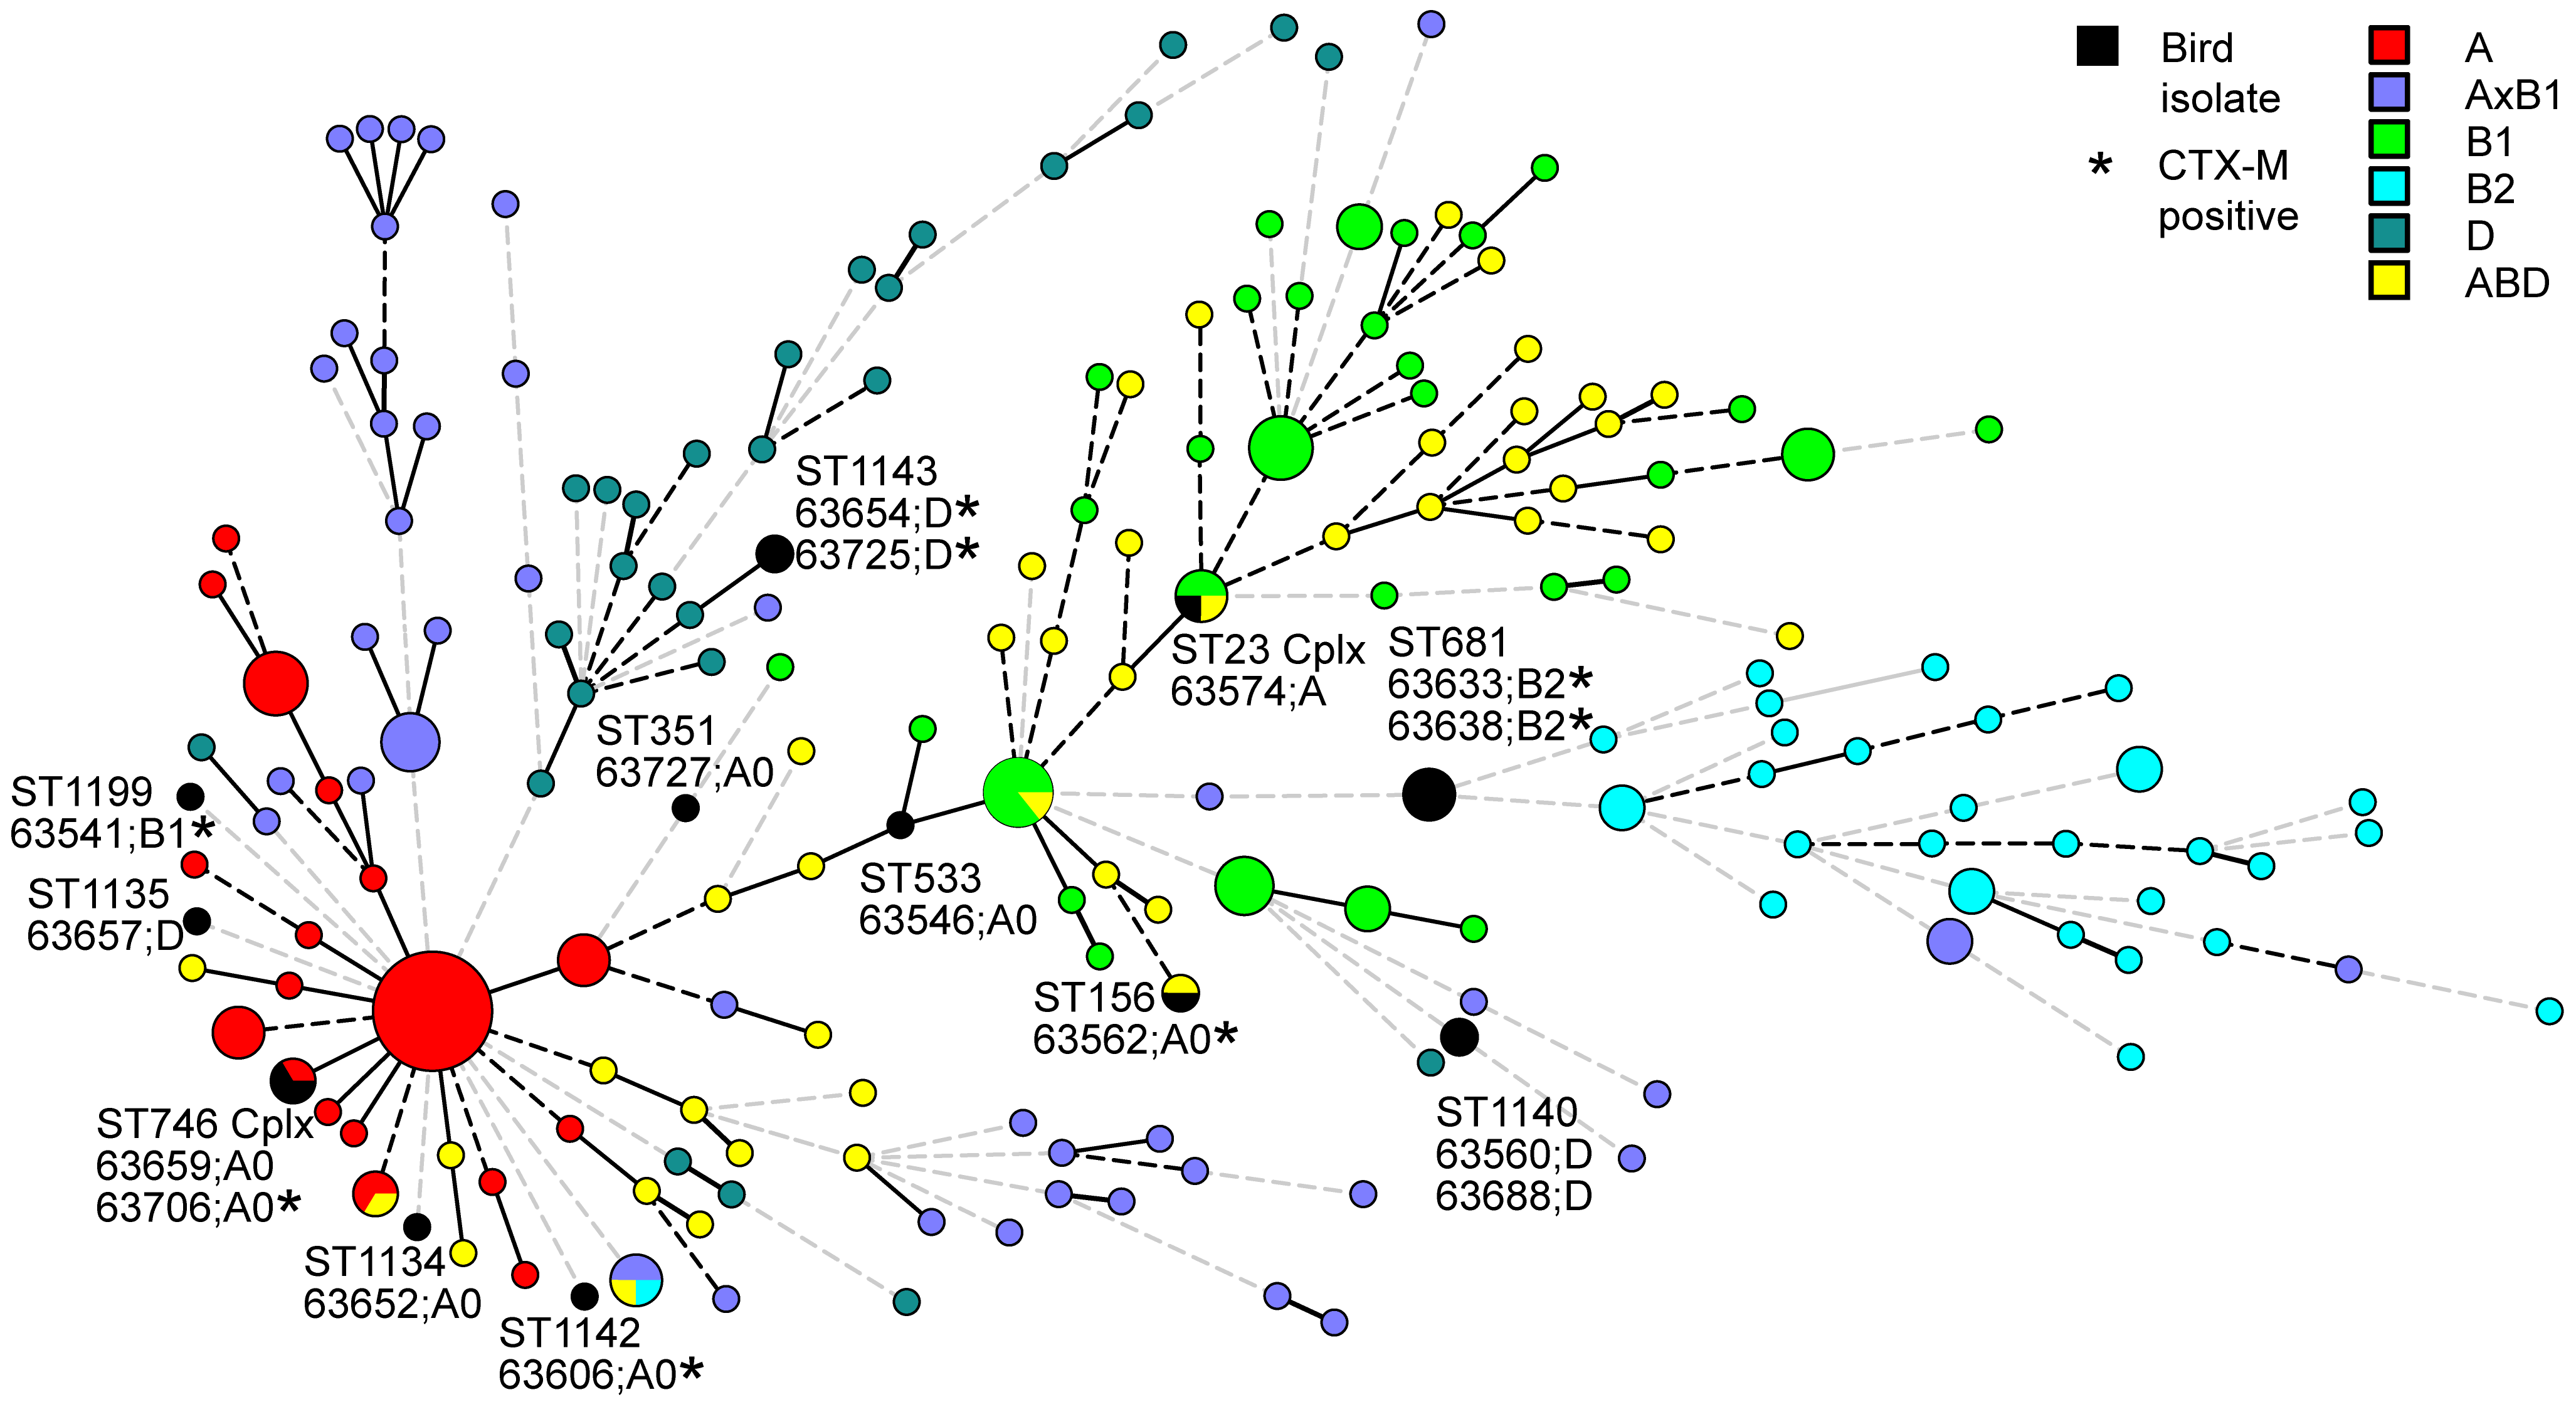 Bird
isolate
*
CTX-M
positive
A
AxB1
B1
B2
D
ABD
ST1143
63654;D*
63725;D*
ST23 Cplx
63574;A
ST681
63633;B2*
63638;B2*
ST351
63727;A0
ST1199
63541;B1*
ST1135
63657;D
ST533
63546;A0
ST156
63562;A0*
ST746 Cplx
63659;A0
63706;A0*
ST1140
63560;D
63688;D
ST1134
63652;A0
ST1142
63606;A0*